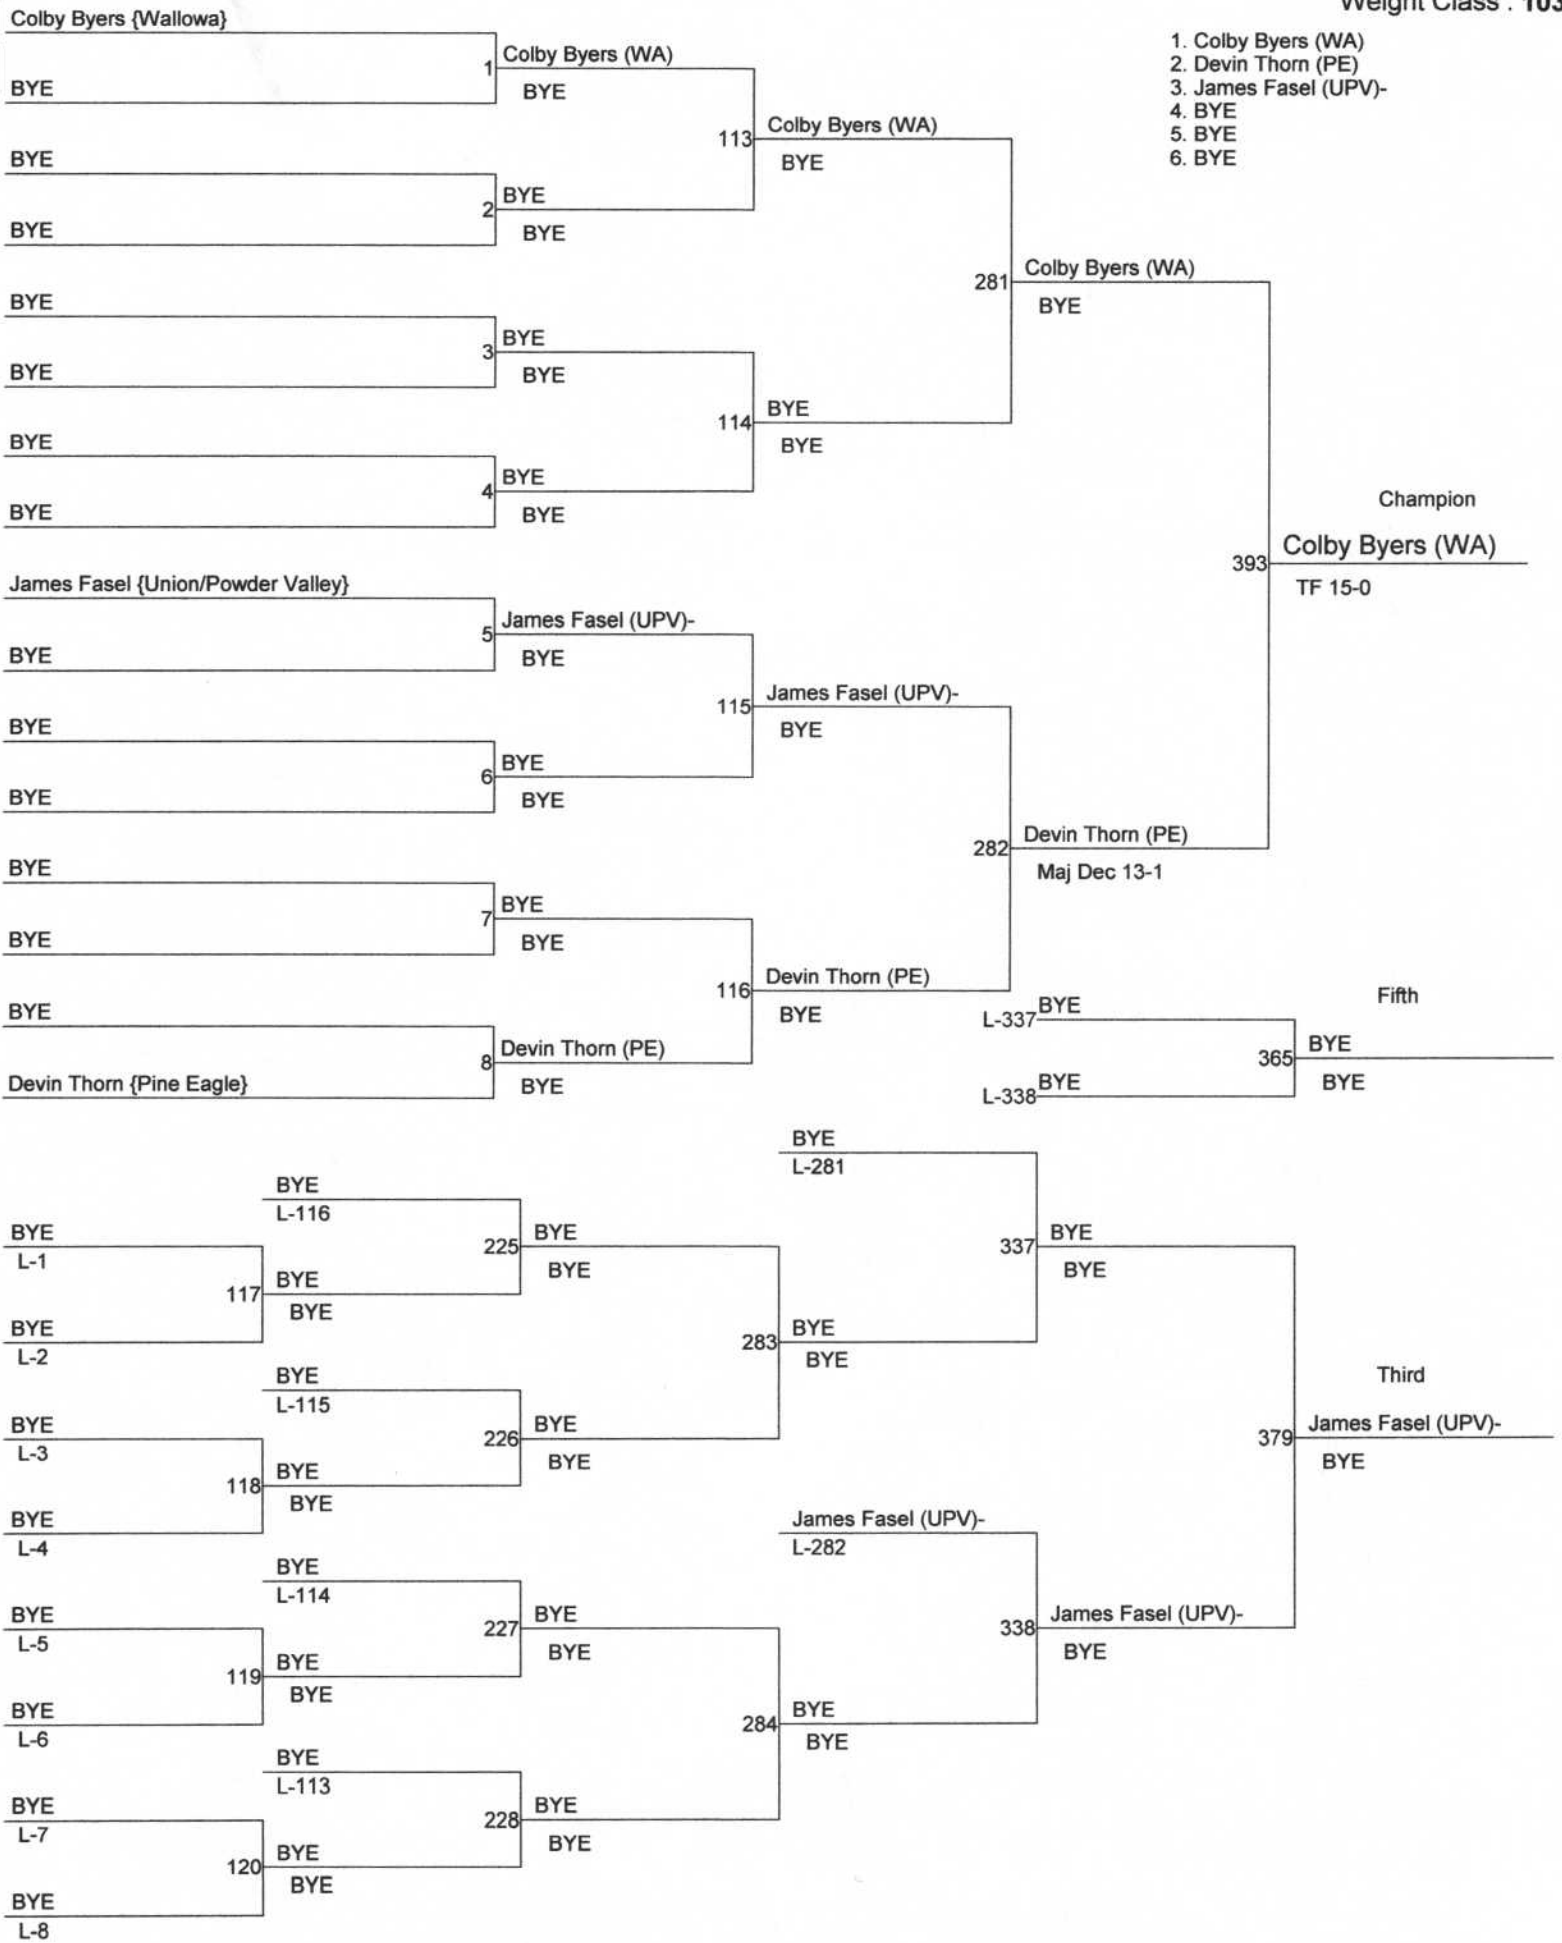 Weight Class : 103
1. Colby Byers (WA)
2. Devin Thorn (PE)
3. James Fasel (UPV)-
4. BYE
5. BYE
6. BYE
Colby Byers {Wallowa}
1 Colby Byers (WA)
BYE
BYE
113 Colby Byers (WA)
BYE
BYE
2 BYE
BYE
BYE
281 Colby Byers (WA)
BYE
BYE
3 BYE
BYE
BYE
114 BYE
BYE
BYE
4 BYE
BYE
BYE
Champion
393 Colby Byers (WA)
TF 15-0
James Fasel {Union/Powder Valley}
5 James Fasel (UPV)-
BYE
BYE
115 James Fasel (UPV)-
BYE
BYE
6 BYE
BYE
BYE
282 Devin Thorn (PE)
Maj Dec 13-1
BYE
7 BYE
BYE
BYE
116 Devin Thorn (PE)
BYE
BYE
8 Devin Thorn (PE)
BYE
Devin Thorn {Pine Eagle}
Fifth
L-337 BYE
365 BYE
BYE
L-338 BYE
BYE
L-281
BYE
L-116
BYE
L-1
225 BYE
BYE
337 BYE
BYE
117 BYE
BYE
BYE
L-2
283 BYE
BYE
BYE
L-115
Third
BYE
L-3
226 BYE
BYE
379 James Fasel (UPV)-
BYE
118 BYE
BYE
BYE
L-4
James Fasel (UPV)-
L-282
BYE
L-114
BYE
L-5
227 BYE
BYE
338 James Fasel (UPV)-
BYE
119 BYE
BYE
BYE
L-6
284 BYE
BYE
BYE
L-113
BYE
L-7
228 BYE
BYE
120 BYE
BYE
BYE
L-8